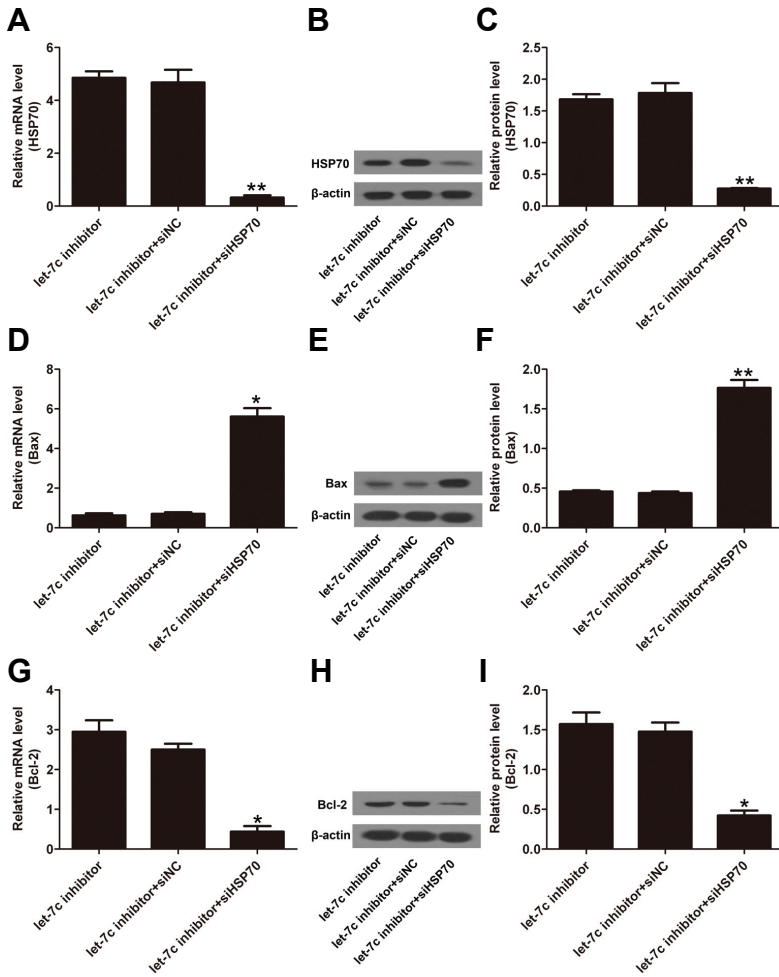 A
Relative mRNA level
(HSP70)
6
4
2
0
**
let-7c inhibitor
let-7c inhibitor+siNC
let-7c inhibitor+siHSP70
B
HSP70
β-actin
let-7c inhibitor
let-7c inhibitor+siNC
let-7c inhibitor+siHSP70
C
Relative protein level
(HSP70)
2.5
2.0
1.5
1.0
0.5
0.0
**
let-7c inhibitor
let-7c inhibitor+siNC
let-7c inhibitor+siHSP70
D
Relative mRNA level
(Bax)
8
6
4
2
0
*
let-7c inhibitor
let-7c inhibitor+siNC
let-7c inhibitor+siHSP70
E
Bax
β-actin
let-7c inhibitor
let-7c inhibitor+siNC
let-7c inhibitor+siHSP70
F
Relative protein level
(Bax)
2.0
1.5
1.0
0.5
0.0
**
let-7c inhibitor
let-7c inhibitor+siNC
let-7c inhibitor+siHSP70
G
Relative mRNA level
(Bcl-2)
4
3
2
1
0
*
let-7c inhibitor
let-7c inhibitor+siNC
let-7c inhibitor+siHSP70
H
Bcl-2
β-actin
let-7c inhibitor
let-7c inhibitor+siNC
let-7c inhibitor+siHSP70
I
Relative protein level
(Bcl-2)
2.0
1.5
1.0
0.5
0.0
*
let-7c inhibitor
let-7c inhibitor+siNC
let-7c inhibitor+siHSP70